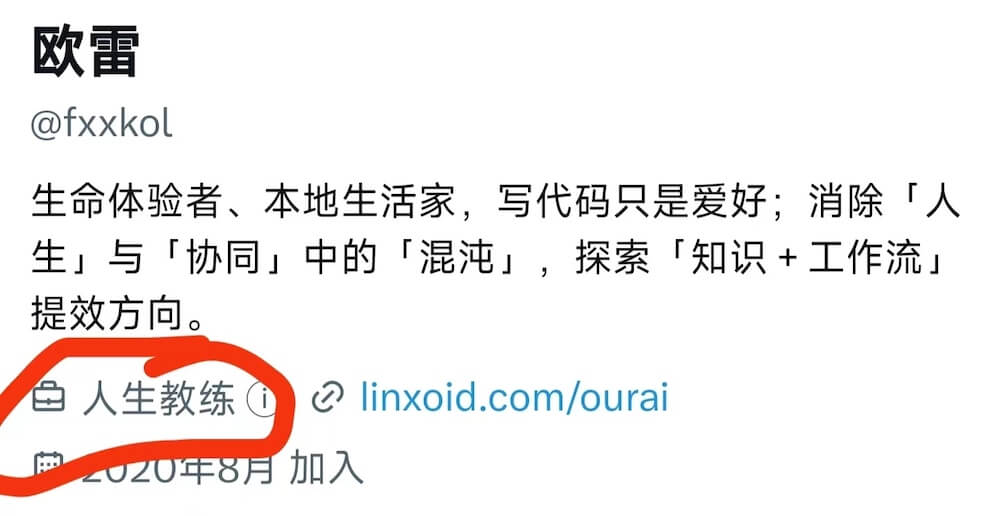 欧雷
@fxxkol
生命体验者、本地生活家，写代码只是爱好；消除「人
生」与「协同」中的「混沌」，探索「知识 + 工作流」
提效方向。
人生教练 linxoid.com/ourai
2020年8月 加入